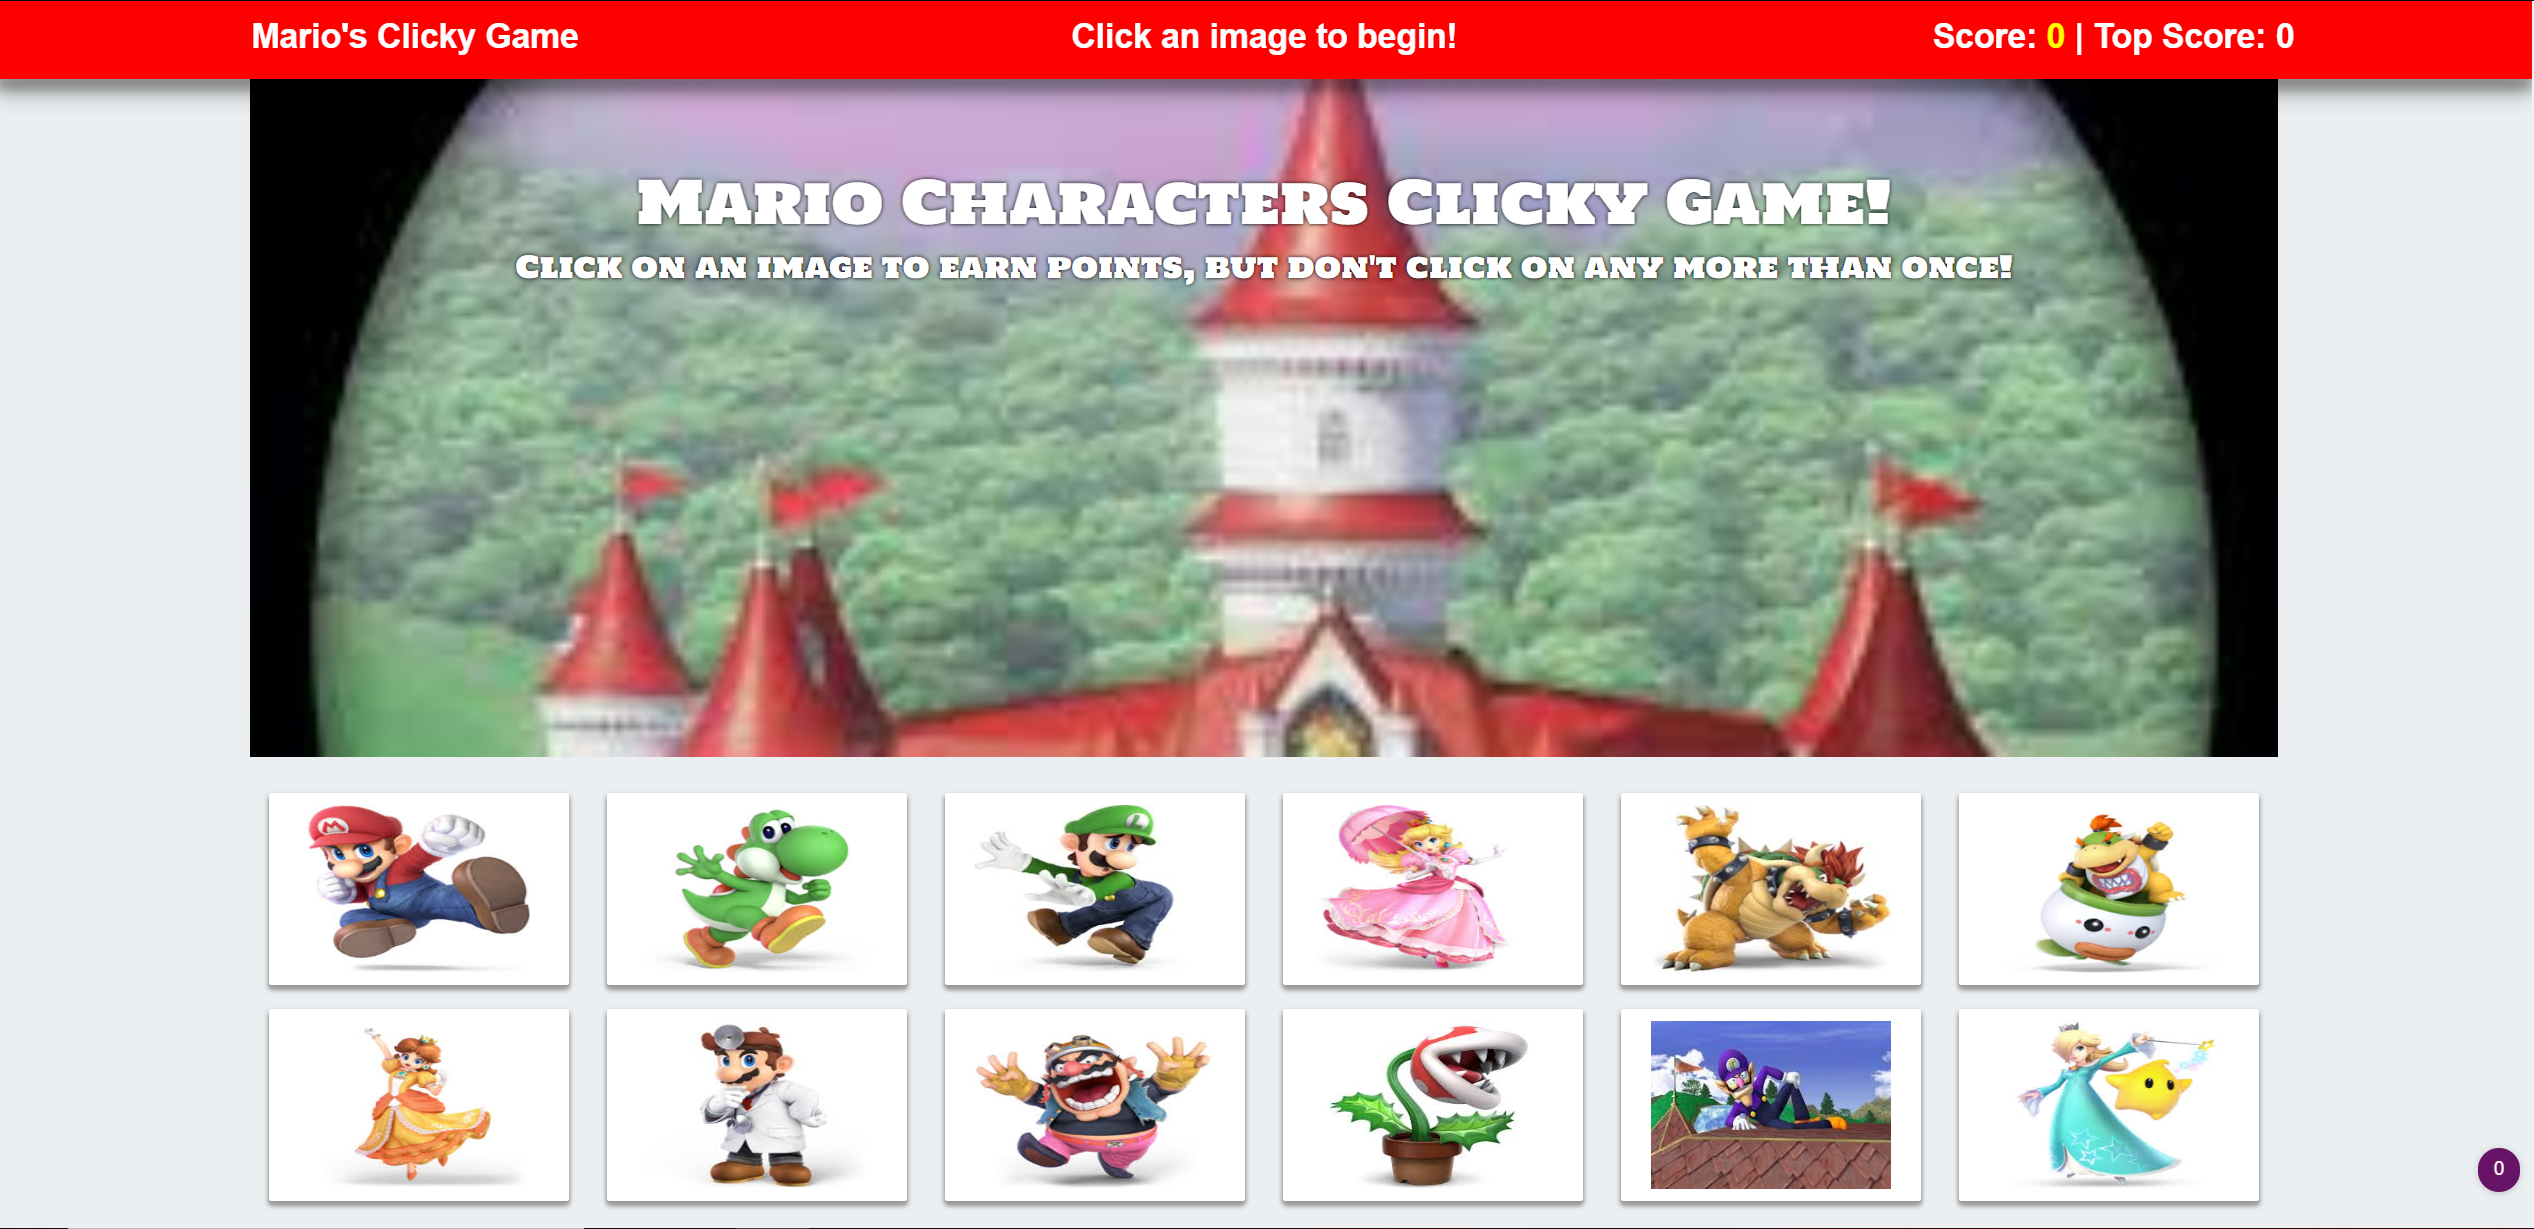 Mario's Clicky Game
Click an image to begin!
Score: 0 | Top Score: 0
Mario Characters Clicky Game!
Click on an image to earn points, but don't click on any more than once!
M
L
0